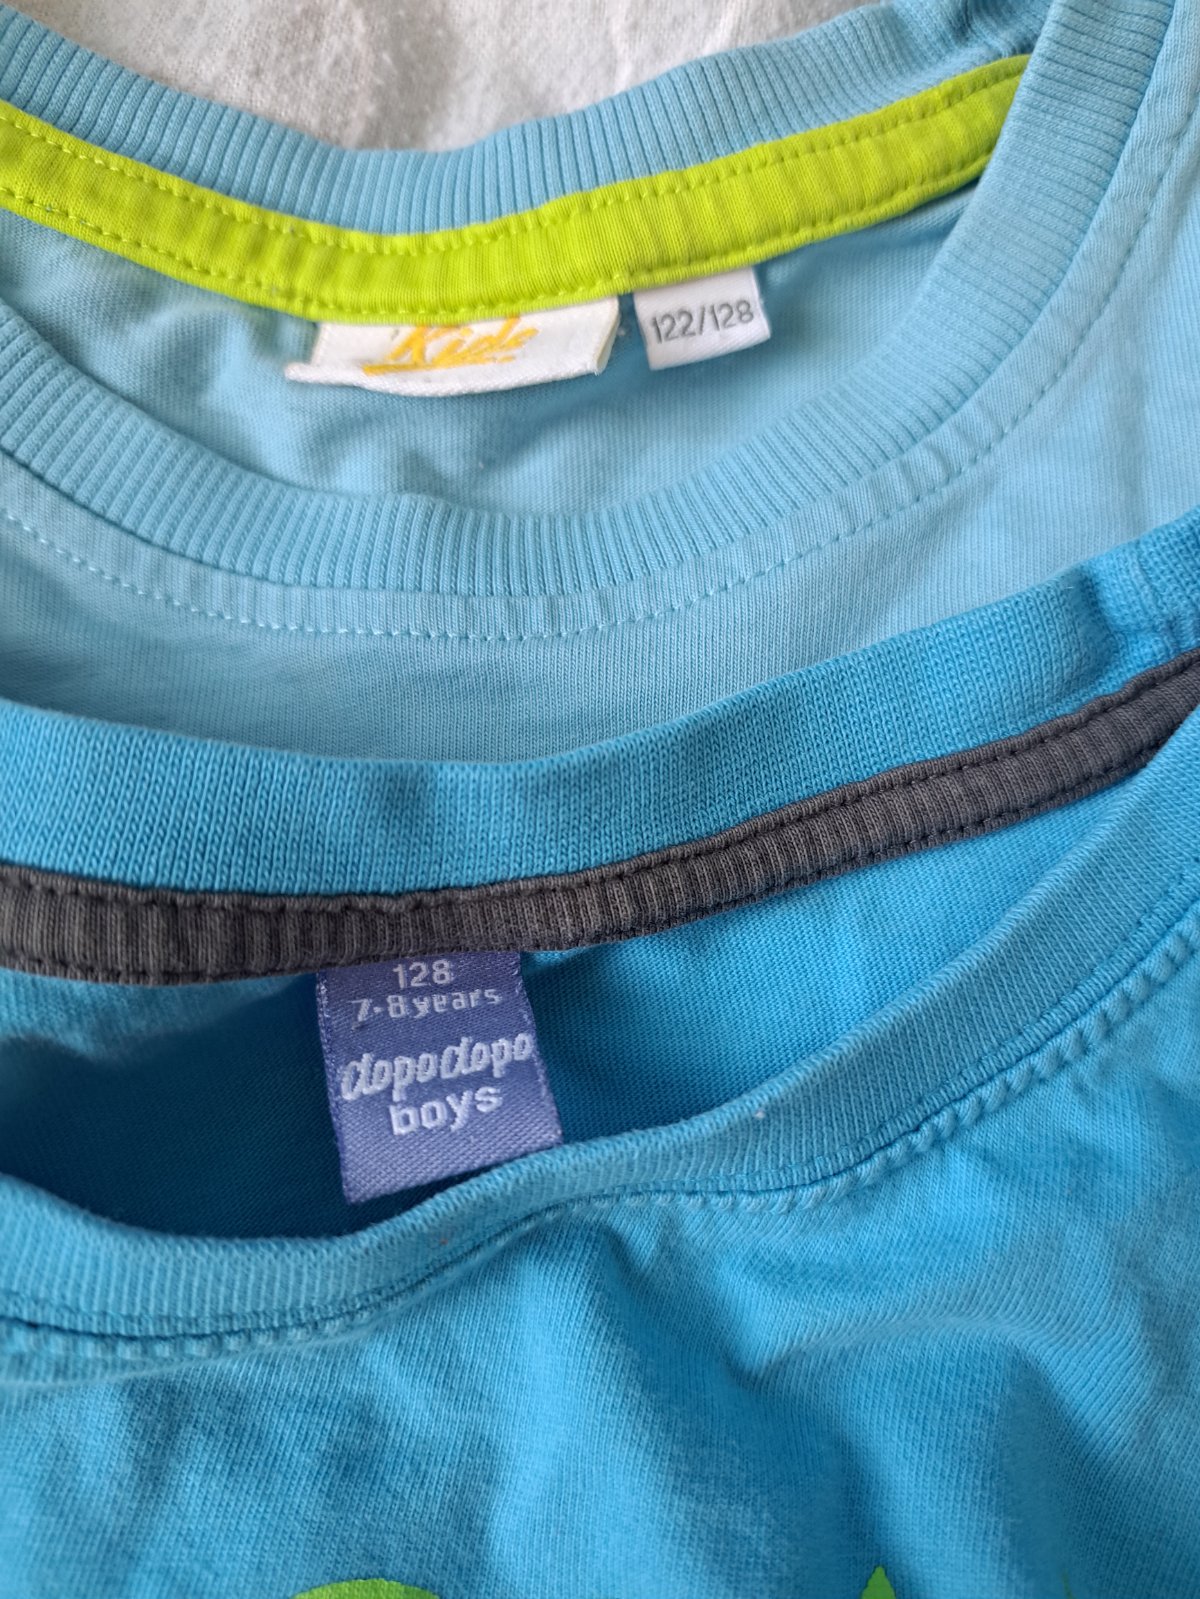 Kids
122/128
128
7-8 years
dopodopo
boys